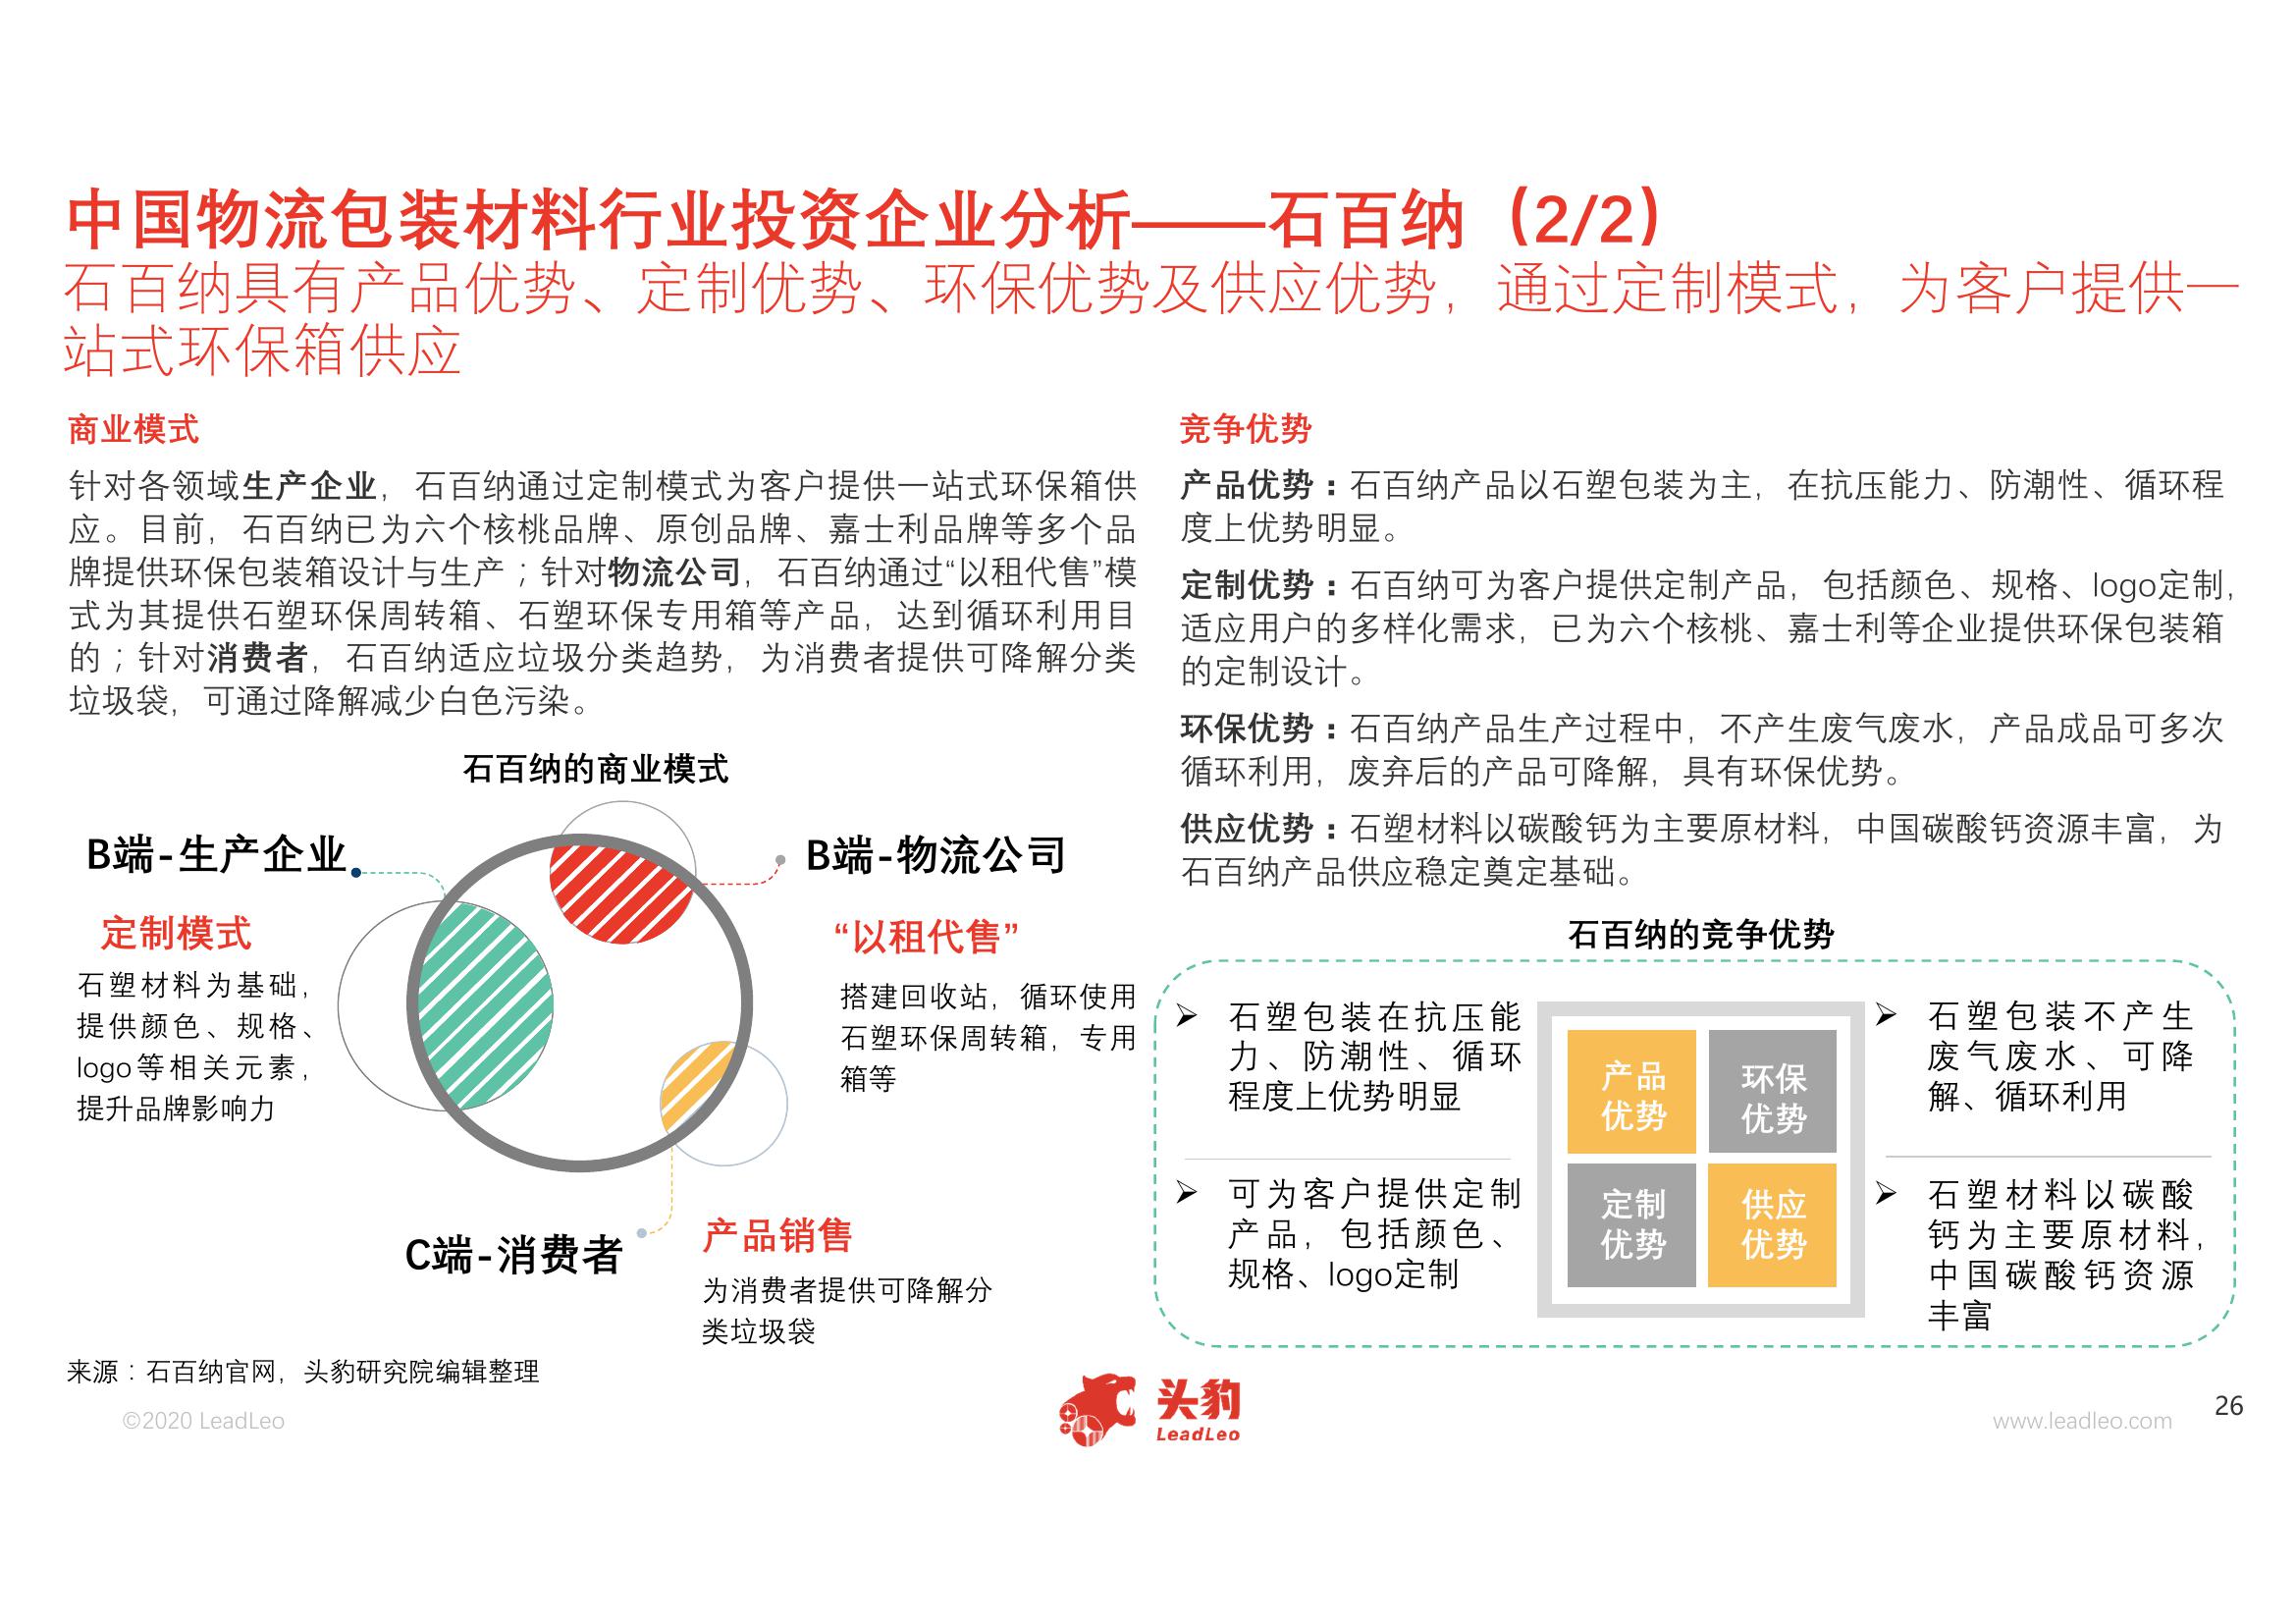 中国物流包装材料行业投资企业分析——石百纳（2/2）
石百纳具有产品优势、定制优势、环保优势及供应优势，通过定制模式，为客户提供一
站式环保箱供应
商业模式
针对各领域生产企业，石百纳通过定制模式为客户提供一站式环保箱供
应。目前，石百纳已为六个核桃品牌、原创品牌、嘉士利品牌等多个品
牌提供环保包装箱设计与生产；针对物流公司，石百纳通过“以租代售”模
式为其提供石塑环保周转箱、石塑环保专用箱等产品，达到循环利用目
的；针对消费者，石百纳适应垃圾分类趋势，为消费者提供可降解分类
垃圾袋，可通过降解减少白色污染。
石百纳的商业模式
B端-生产企业
定制模式
石塑材料为基础，
提供颜色、规格、
logo等相关元素，
提升品牌影响力
B端-物流公司
“以租代售”
搭建回收站，循环使用
石塑环保周转箱，专用
箱等
C端-消费者
产品销售
为消费者提供可降解分
类垃圾袋
竞争优势
产品优势：石百纳产品以石塑包装为主，在抗压能力、防潮性、循环程
度上优势明显。
定制优势：石百纳可为客户提供定制产品，包括颜色、规格、logo定制，
适应用户的多样化需求，已为六个核桃、嘉士利等企业提供环保包装箱
的定制设计。
环保优势：石百纳产品生产过程中，不产生废气废水，产品成品可多次
循环利用，废弃后的产品可降解，具有环保优势。
供应优势：石塑材料以碳酸钙为主要原材料，中国碳酸钙资源丰富，为
石百纳产品供应稳定奠定基础。
石百纳的竞争优势
石塑包装在抗压能
力、防潮性、循环
程度上优势明显
可为客户提供定制
产品，包括颜色、
规格、logo定制
产品
优势
环保
优势
定制
优势
供应
优势
石塑包装不产生
废气废水、可降
解、循环利用
石塑材料以碳酸
钙为主要原材料，
中国碳酸钙资源
丰富
来源：石百纳官网，头豹研究院编辑整理
©2020 LeadLeo
头豹
LeadLeo
www.leadleo.com
26